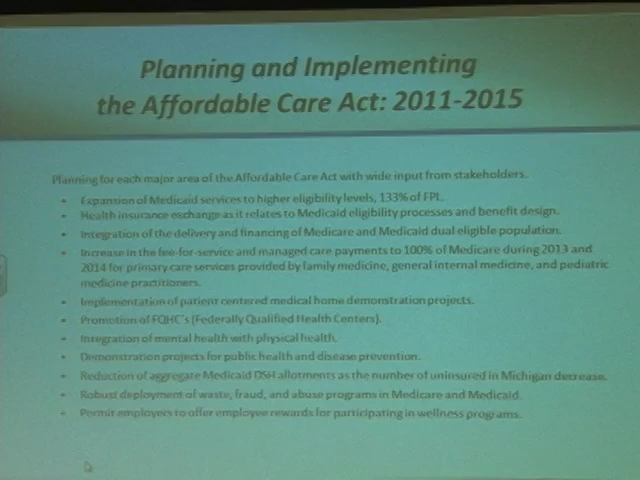 Planning and Implementing
the Affordable Care Act: 2011-2015
Planning for each major area of the Affordable Care Act with wide input from stakeholders.
• Expansion of Medicaid services to higher eligibility levels, 133% of FPL.
• Health insurance exchange as it relates to Medicaid eligibility processes and benefit design.
• Integration of the delivery and financing of Medicare and Medicaid dual eligible population.
• Increase in the fee-for-service and managed care payments to 100% of Medicare during 2013 and
2014 for primary care services provided by family medicine, general internal medicine, and pediatric
medicine practitioners.
• Implementation of patient centered medical home demonstration projects.
• Promotion of FQHC's (Federally Qualified Health Centers).
• Integration of mental health with physical health.
• Demonstration projects for public health and disease prevention.
• Reduction of aggregate Medicaid DSH allotments as the number of uninsured in Michigan decrease.
• Robust deployment of waste, fraud, and abuse programs in Medicare and Medicaid.
• Permit employers to offer employee rewards for participating in wellness programs.